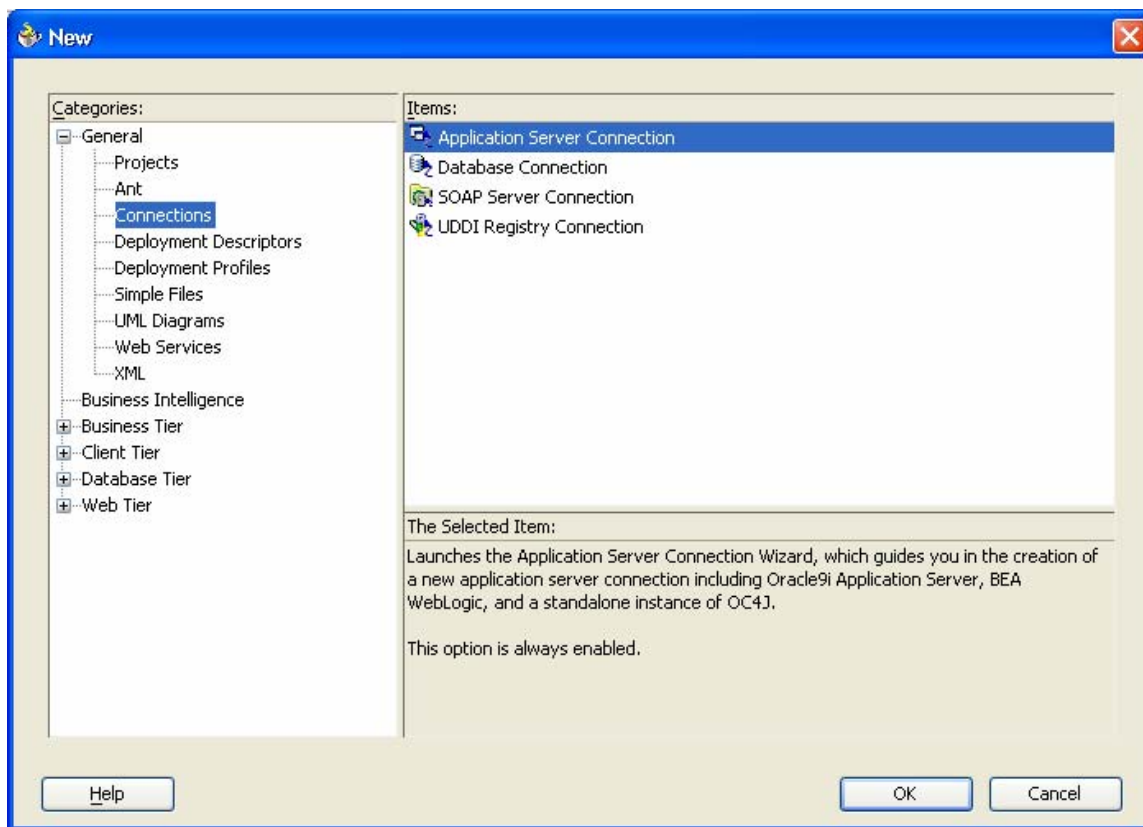 New
Categories:
General
Projects
Ant
Connections
Deployment Descriptors
Deployment Profiles
Simple Files
UML Diagrams
Web Services
XML
Business Intelligence
Business Tier
Client Tier
Database Tier
Web Tier
Items:
Application Server Connection
Database Connection
SOAP Server Connection
UDDI Registry Connection
The Selected Item:
Launches the Application Server Connection Wizard, which guides you in the creation of
a new application server connection including Oracle9i Application Server, BEA
WebLogic, and a standalone instance of OC4J.
This option is always enabled.
Help
OK
Cancel